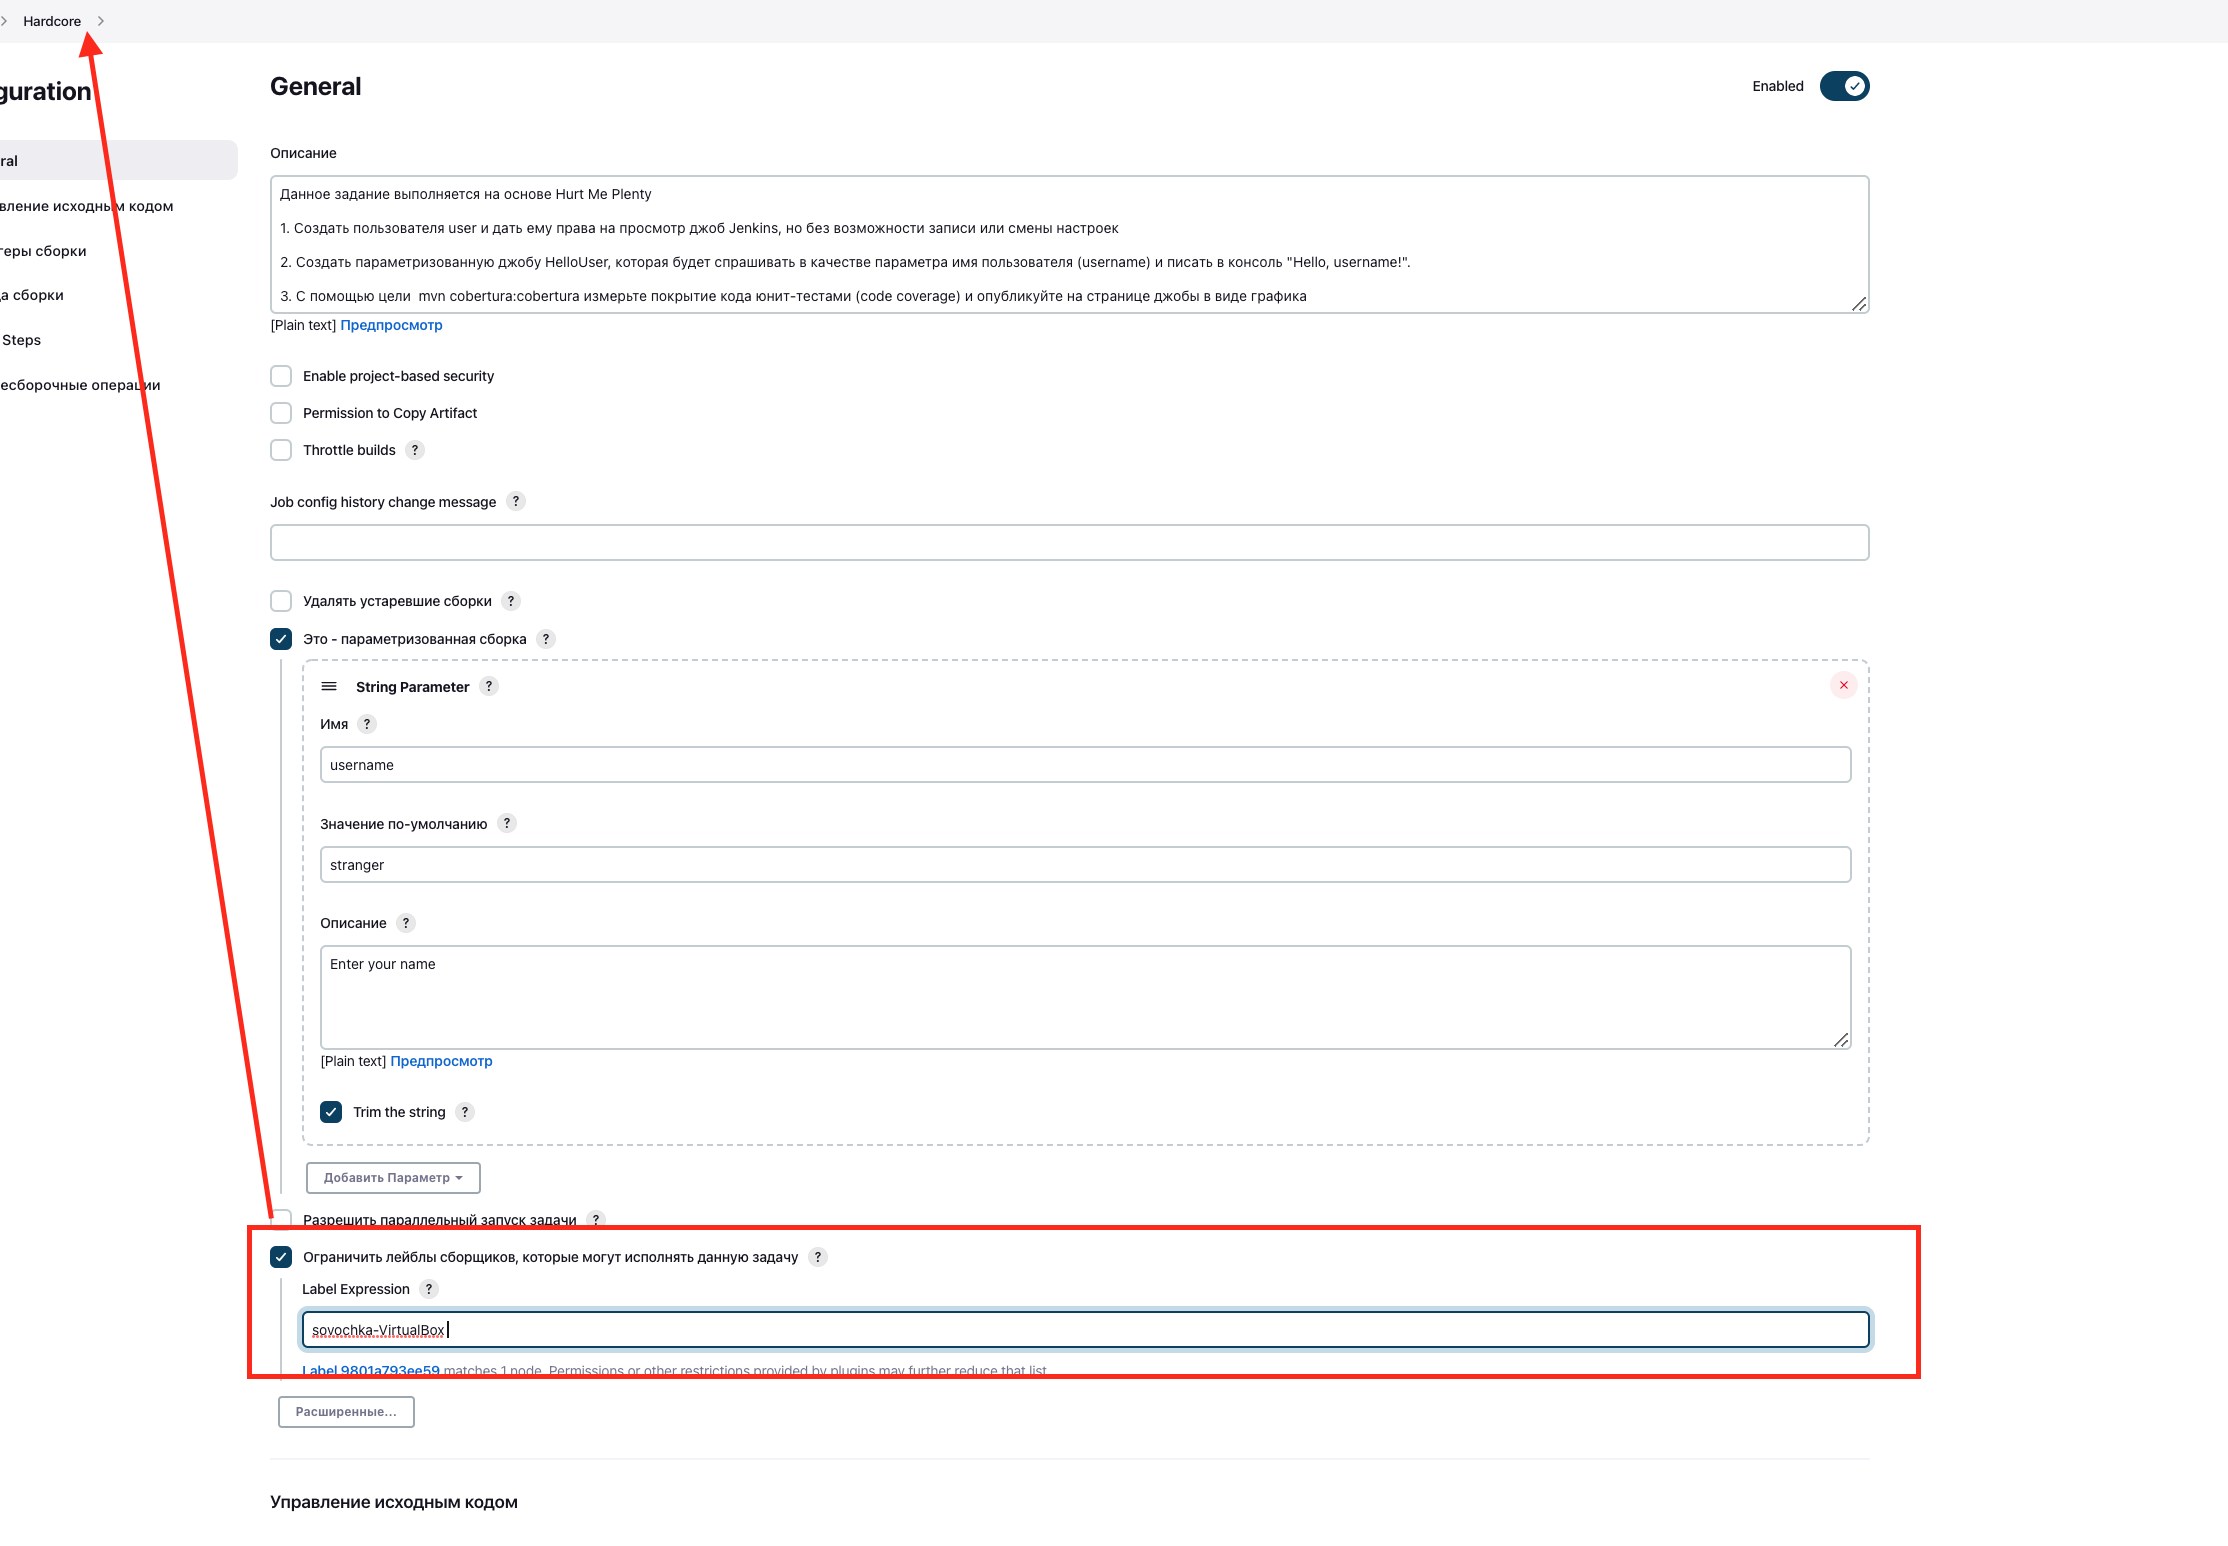 Hardcore
guration
General
Enabled
ral
вление исходным кодом
геры сборки
а сборки
Steps
есборочные операции
Описание
Данное задание выполняется на основе Hurt Me Plenty
1. Создать пользователя user и дать ему права на просмотр джоб Jenkins, но без возможности записи или смены настроек
2. Создать параметризованную джобу HelloUser, которая будет спрашивать в качестве параметра имя пользователя (username) и писать в консоль "Hello, username!".
3. С помощью цели  mvn cobertura:cobertura измерьте покрытие кода юнит-тестами (code coverage) и опубликуйте на странице джобы в виде графика
[Plain text] Предпросмотр
Enable project-based security
Permission to Copy Artifact
Throttle builds ?
Job config history change message ?
Удалять устаревшие сборки ?
Это - параметризованная сборка ?
String Parameter ?
Имя ?
username
Значение по-умолчанию ?
stranger
Описание ?
Enter your name
[Plain text] Предпросмотр
Trim the string ?
Добавить Параметр
Разрешить параллельный запуск задачи ?
Ограничить лейблы сборщиков, которые могут исполнять данную задачу ?
Label Expression ?
sovochka-VirtualBox
Label 9801a793ee59 matches 1 node. Permissions or other restrictions provided by plugins may further reduce that list.
Расширенные...
Управление исходным кодом